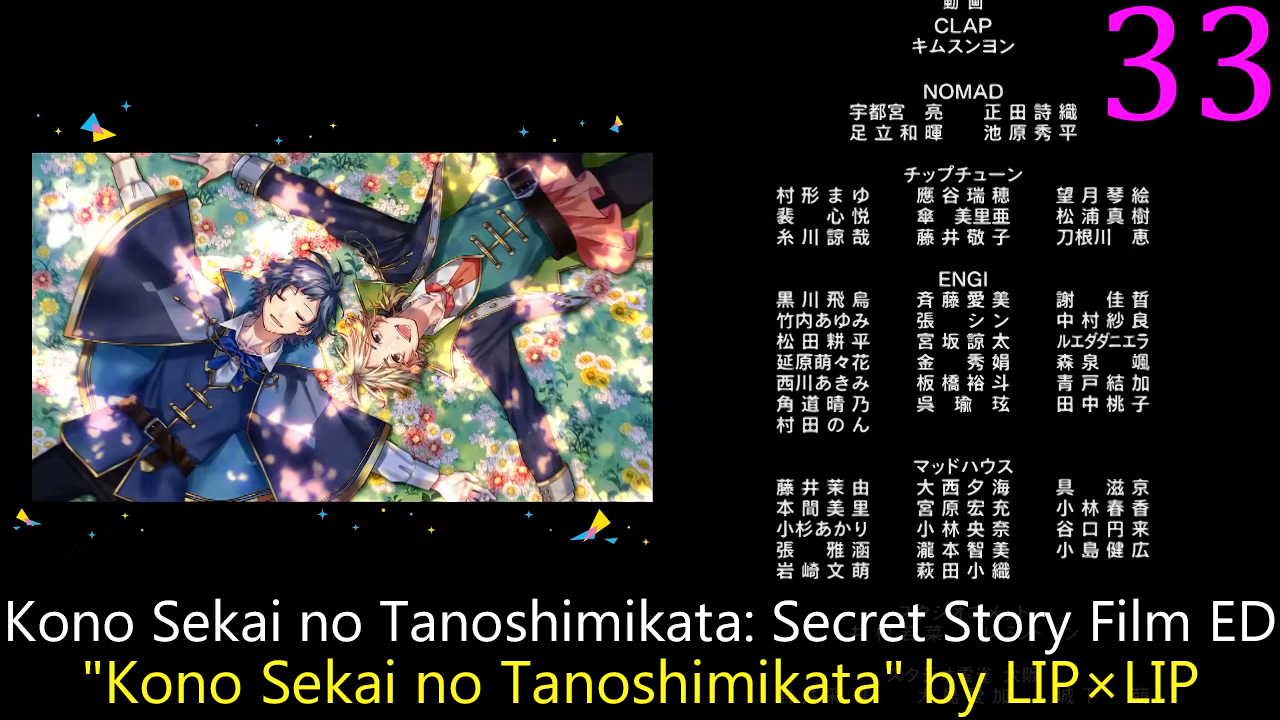 動画
CLAP
キムスンヨン
33
NOMAD
宇都宮 亮 正田詩織
足立和暉 池原秀平
チップチューン
村形まゆ 應谷瑞穂 望月琴絵
裴 心悦 傘 美里亜 松浦真樹
糸川諒哉 藤井敬子 刀根川 恵
ENGI
黒川飛鳥 斉藤愛美 謝 佳哲
竹内あゆみ 張 シン 中村紗良
松田耕平 宮坂諒太 ルエダダニエラ
延原萌々花 金 秀娟 森泉 颯
西川あきみ 板橋裕斗 青戸結加
角道晴乃 呉瑜玹 田中桃子
村田のん
マッドハウス
藤井茉由 大西夕海 具 滋京
本間美里 宮原宏充 小林春香
小杉あかり 小林央奈 谷口円来
張 雅涵 瀧本智美 小島健広
岩崎文萌 萩田小織
Kono Sekai no Tanoshimikata: Secret Story Film ED
"Kono Sekai no Tanoshimikata" by LIP×LIP